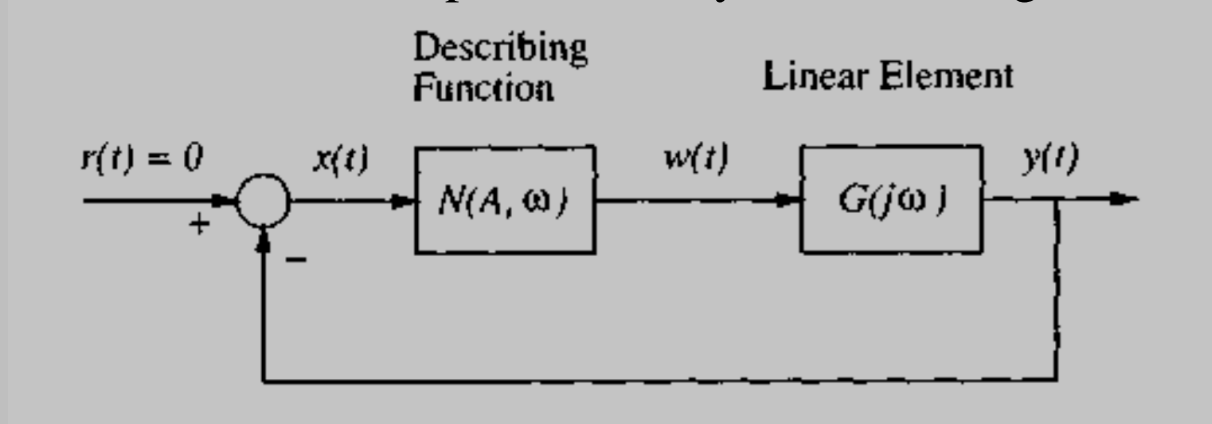 Describing
Function
Linear Element
r(t) = 0
x(t)
w(t)
y(t)
N(A, ω)
G(jω )
+
−